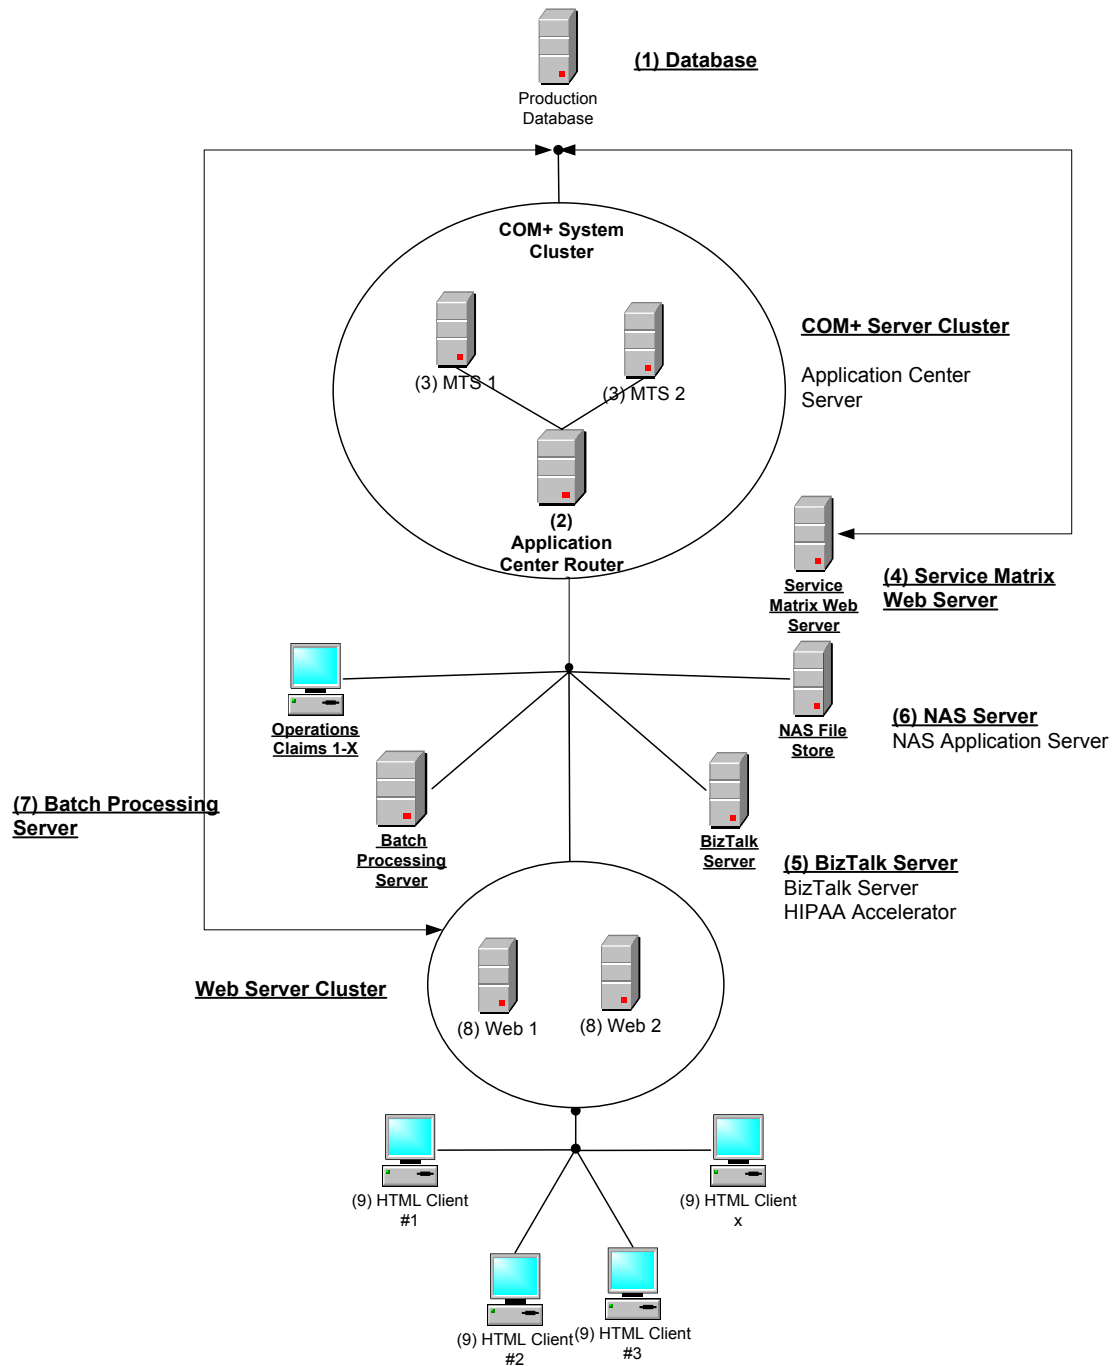 (1) Database
Production
Database
COM+ System
Cluster
(3) MTS 1
(3) MTS 2
COM+ Server Cluster
Application Center
Server
(2)
Application
Center Router
Service
Matrix Web
Server
(4) Service Matrix
Web Server
Operations
Claims 1-X
NAS File
Store
(6) NAS Server
NAS Application Server
(7) Batch Processing
Server
Batch
Processing
Server
BizTalk
Server
(5) BizTalk Server
BizTalk Server
HIPAA Accelerator
Web Server Cluster
(8) Web 1
(8) Web 2
(9) HTML Client
#1
(9) HTML Client
x
(9) HTML Client
#2
(9) HTML Client
#3